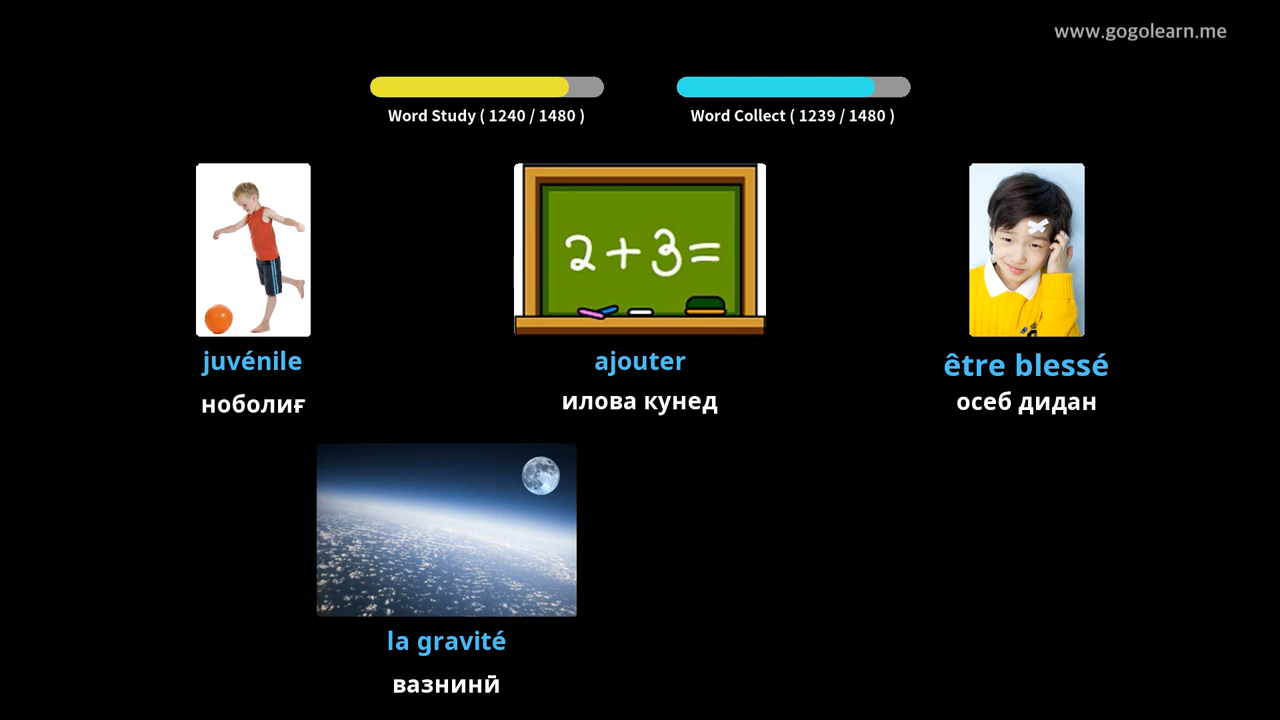 www.gogolearn.me
Word Study ( 1240 / 1480 )
Word Collect ( 1239 / 1480 )
2+3=
juvénile
ноболиғ
ajouter
илова кунед
être blessé
осеб дидан
la gravité
вазнинӣ